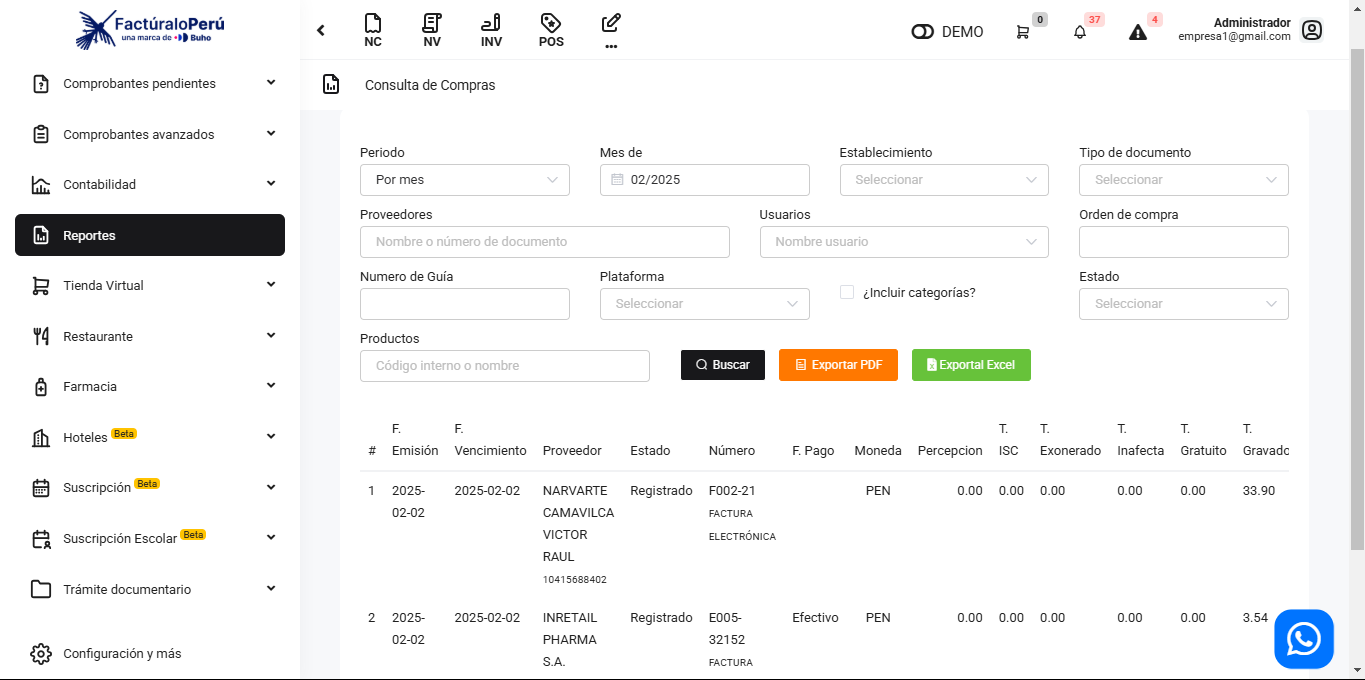 FactúraloPerú
una marca de Buho
NC
NV
INV
POS
...
DEMO
0
37
4
Administrador
empresa1@gmail.com
Comprobantes pendientes
Comprobantes avanzados
Contabilidad
Reportes
Tienda Virtual
Restaurante
Farmacia
Hoteles Beta
Suscripción Beta
Suscripción Escolar Beta
Trámite documentario
Configuración y más
Consulta de Compras
Periodo
Mes de
Establecimiento
Tipo de documento
Por mes
02/2025
Seleccionar
Seleccionar
Proveedores
Usuarios
Orden de compra
Nombre o número de documento
Nombre usuario
Numero de Guía
Plataforma
¿Incluir categorías?
Estado
Seleccionar
Seleccionar
Productos
Código interno o nombre
Buscar
Exportar PDF
Exportal Excel
# F. Emisión F. Vencimiento Proveedor Estado Número F. Pago Moneda Percepcion T. ISC T. Exonerado T. Inafecta T. Gratuito T. Gravado
1 2025-02-02 2025-02-02 NARVARTE Registrado F002-21 PEN 0.00 0.00 0.00 0.00 0.00 33.90
CAMAVILCA FACTURA
VICTOR ELECTRÓNICA
RAUL
10415688402
2 2025-02-02 2025-02-02 INRETAIL Registrado E005- Efectivo PEN 0.00 0.00 0.00 0.00 0.00 3.54
PHARMA 32152
S.A. FACTURA